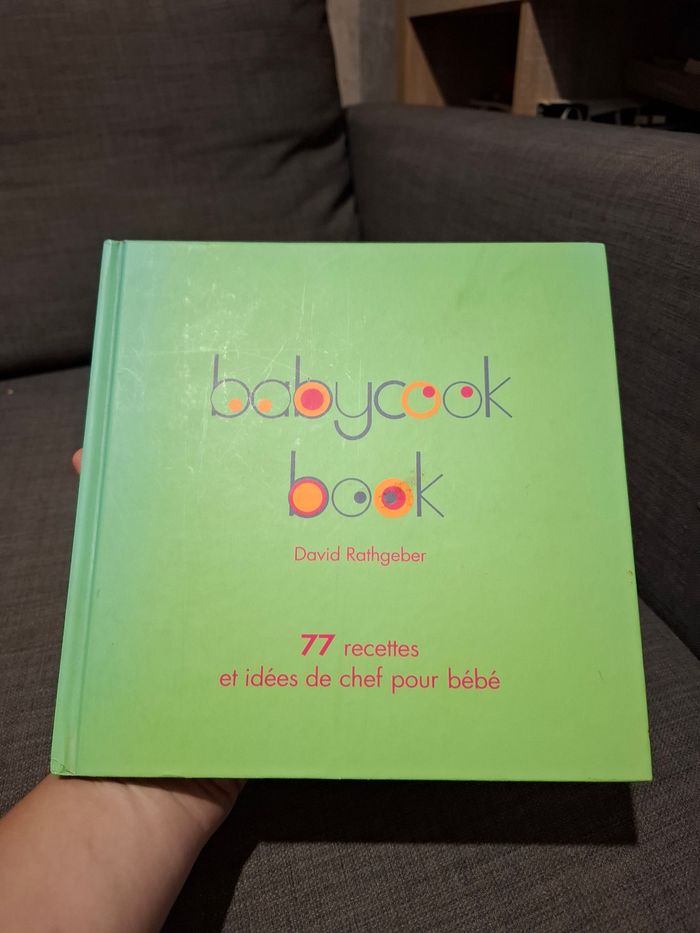 babycook
book
David Rathgeber
77 recettes
et idées de chef pour bébé